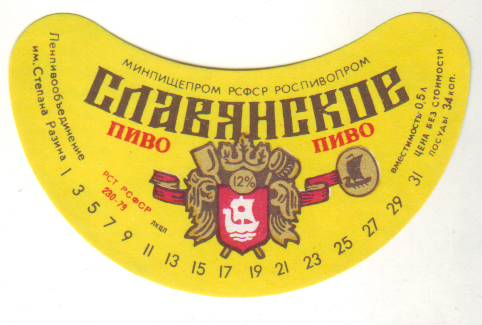 МИНПИЩЕПРОМ РСФСР РОСПИВОПРОМ
Ленпивообъединение
им. Степана Разина
СЛАВЯНСКОЕ
ПИВО ПИВО
вместимость 0,5 л
ЦЕНА БЕЗ СТОИМОСТИ
ПОСУДЫ 34 коп.
12%
РСТ РСФСР
230-79
лкцл
1 3 5 7 9 11 13 15 17 19 21 23 25 27 29 31